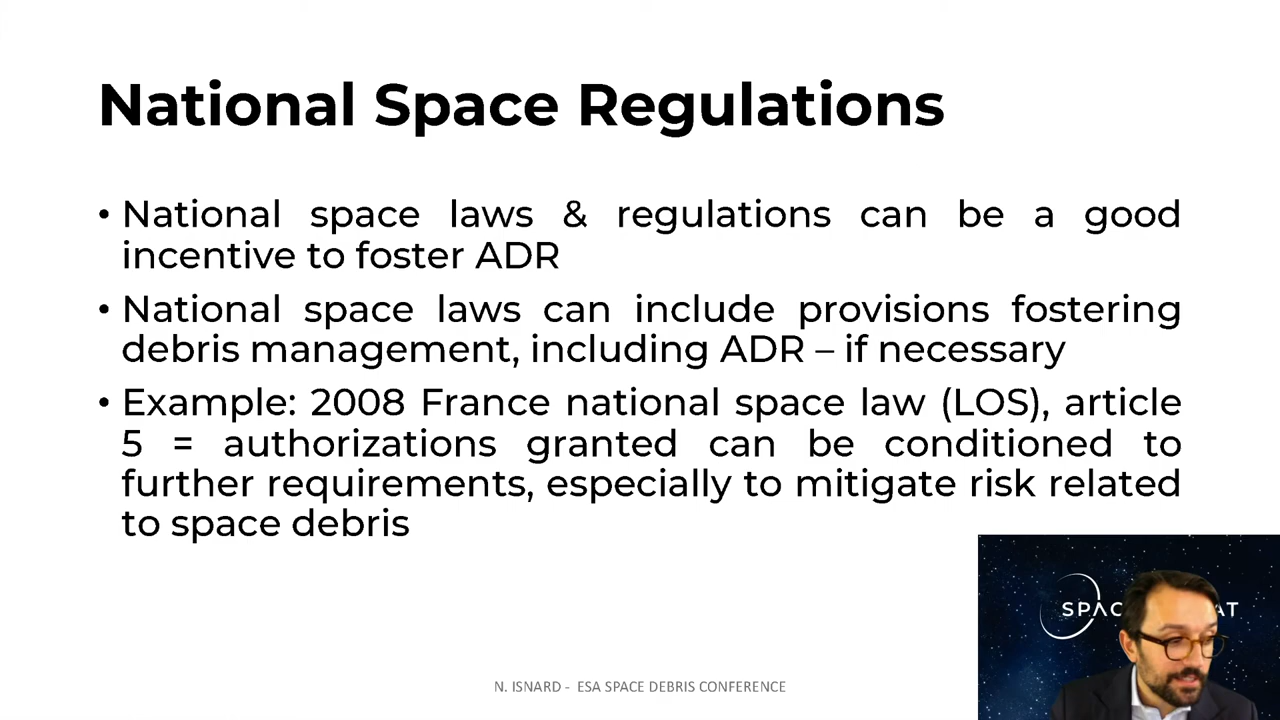 National Space Regulations
• National space laws & regulations can be a good
incentive to foster ADR
• National space laws can include provisions fostering
debris management, including ADR – if necessary
• Example: 2008 France national space law (LOS), article
5 = authorizations granted can be conditioned to
further requirements, especially to mitigate risk related
to space debris
N. ISNARD - ESA SPACE DEBRIS CONFERENCE